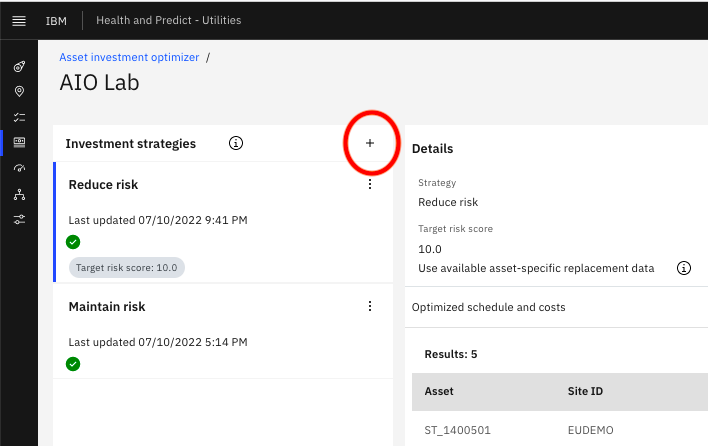 IBM
Health and Predict - Utilities
Asset investment optimizer /
AIO Lab
Investment strategies
+
Reduce risk
Last updated 07/10/2022 9:41 PM
Target risk score: 10.0
Maintain risk
Last updated 07/10/2022 5:14 PM
Details
Strategy
Reduce risk
Target risk score
10.0
Use available asset-specific replacement data
Optimized schedule and costs
Results: 5
Asset Site ID
ST_1400501 EUDEMO